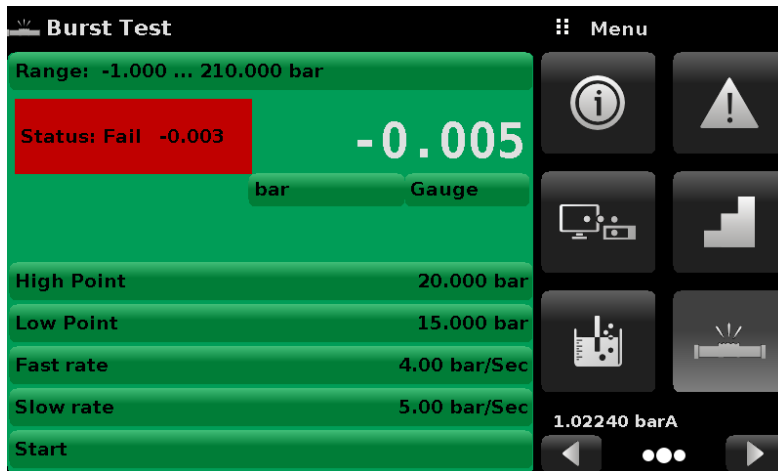 Burst Test
Menu
Range: -1.000 ... 210.000 bar
Status: Fail -0.003
-0.005
bar Gauge
High Point 20.000 bar
Low Point 15.000 bar
Fast rate 4.00 bar/Sec
Slow rate 5.00 bar/Sec
Start
1.02240 barA